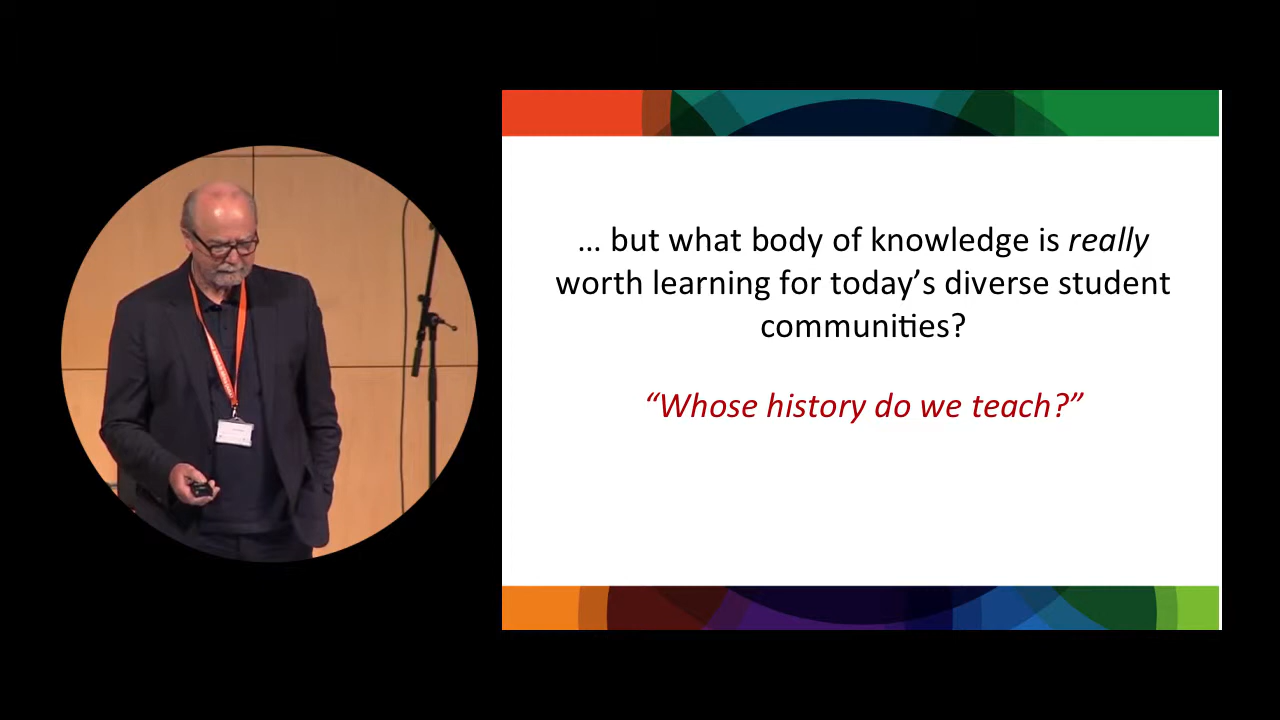 ... but what body of knowledge is really
worth learning for today’s diverse student
communities?
“Whose history do we teach?”